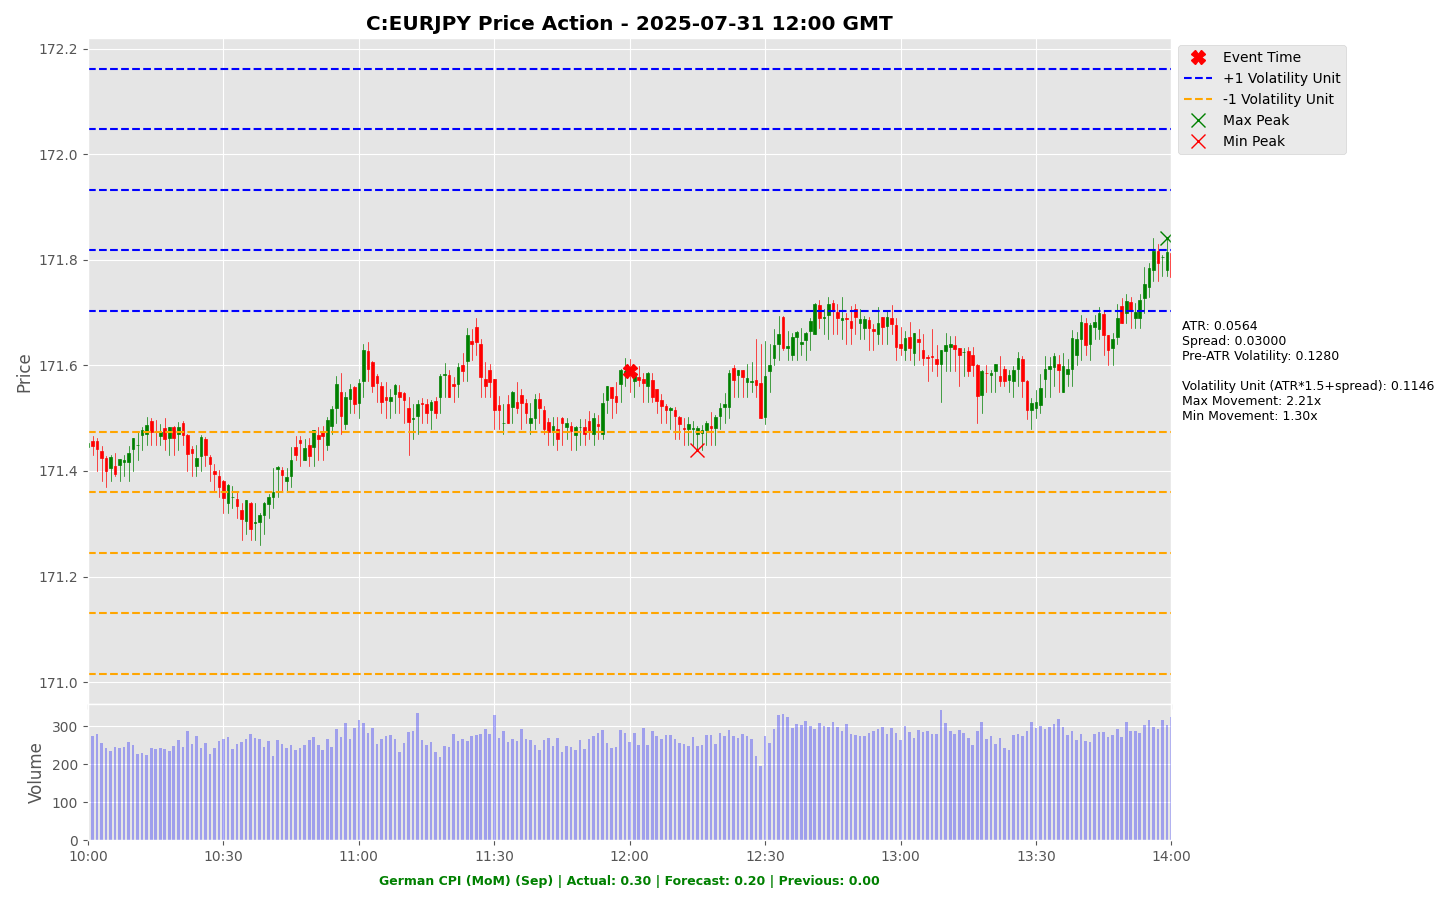 C:EURJPY Price Action - 2025-07-31 12:00 GMT
172.2
172.0
171.8
171.6
171.4
171.2
171.0
Price
Event Time
+1 Volatility Unit
-1 Volatility Unit
Max Peak
Min Peak
ATR: 0.0564
Spread: 0.03000
Pre-ATR Volatility: 0.1280
Volatility Unit (ATR*1.5+spread): 0.1146
Max Movement: 2.21x
Min Movement: 1.30x
300
200
100
0
Volume
10:00 10:30 11:00 11:30 12:00 12:30 13:00 13:30 14:00
German CPI (MoM) (Sep) | Actual: 0.30 | Forecast: 0.20 | Previous: 0.00